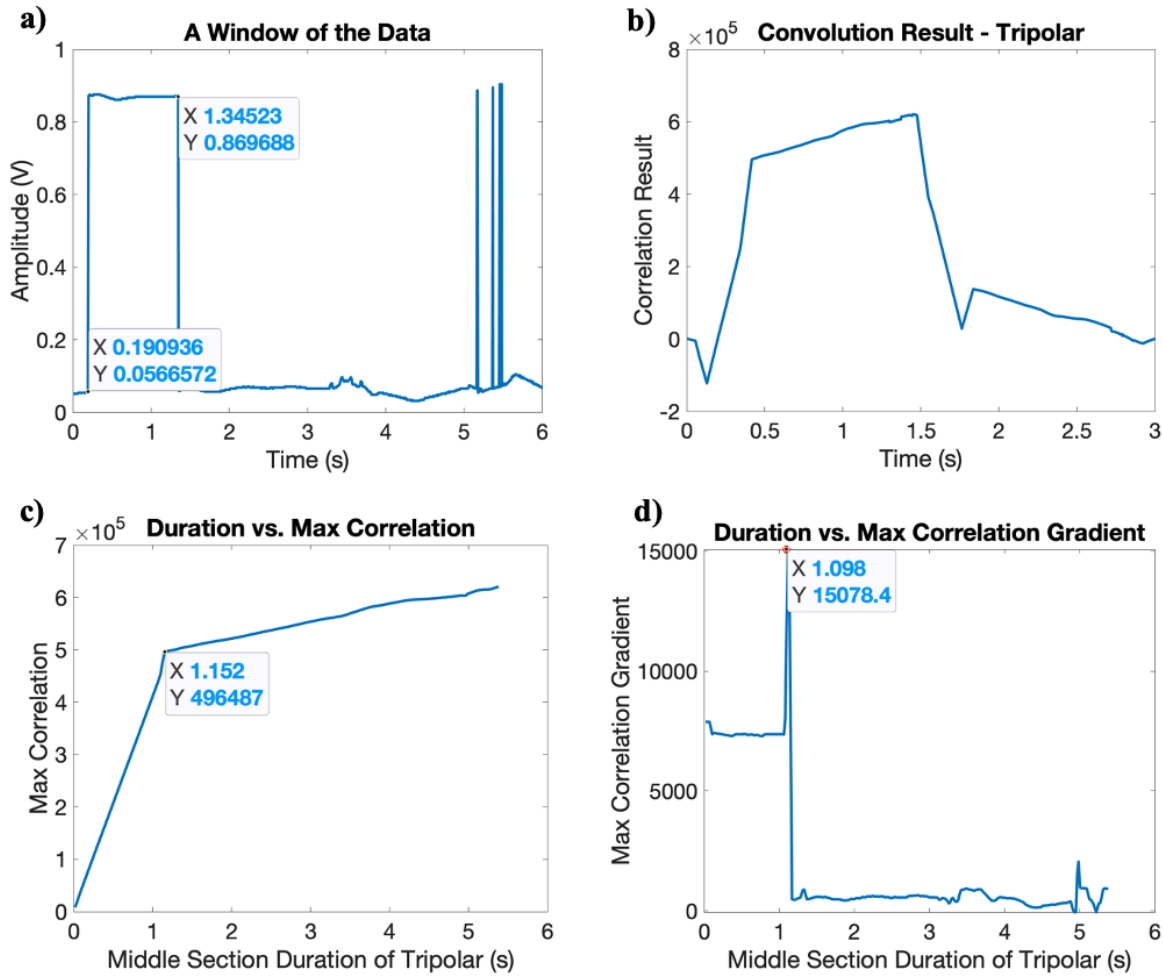 a)
A Window of the Data
1
0.8
0.6
0.4
0.2
0
Amplitude (V)
X 1.34523
Y 0.869688
X 0.190936
Y 0.0566572
0 1 2 3 4 5 6
Time (s)
b)
×10⁵
Convolution Result - Tripolar
8
6
4
2
0
-2
Correlation Result
0 0.5 1 1.5 2 2.5 3
Time (s)
c)
×10⁵
Duration vs. Max Correlation
7
6
5
4
3
2
1
0
Max Correlation
X 1.152
Y 496487
0 1 2 3 4 5 6
Middle Section Duration of Tripolar (s)
d)
Duration vs. Max Correlation Gradient
15000
10000
5000
0
Max Correlation Gradient
X 1.098
Y 15078.4
0 1 2 3 4 5 6
Middle Section Duration of Tripolar (s)